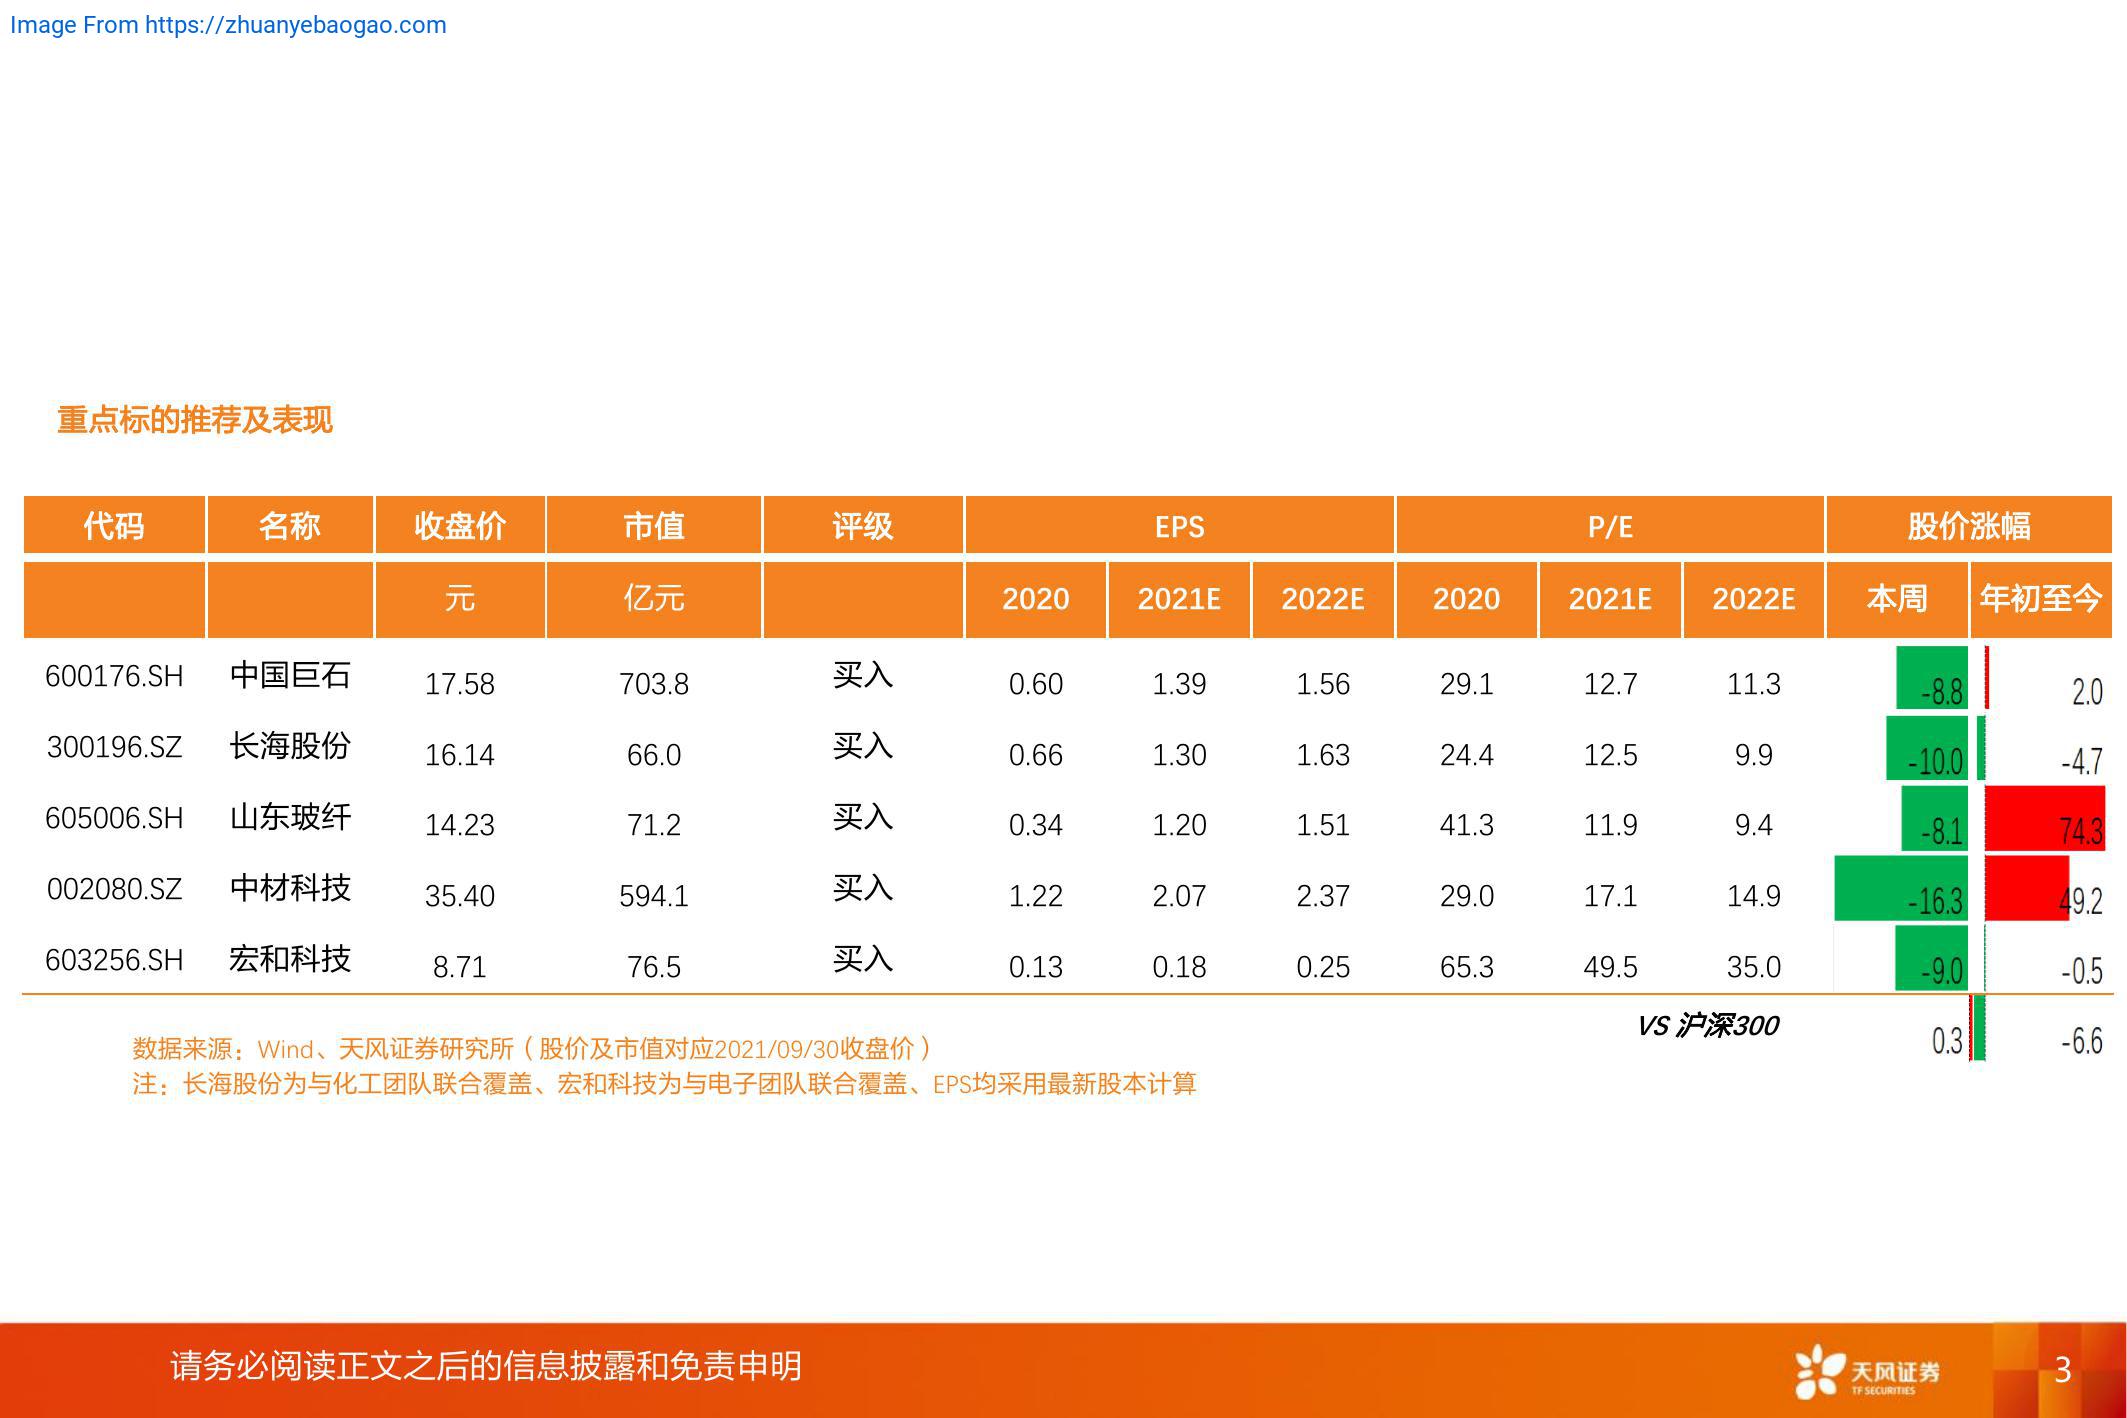 Image From https://zhuanyebaogao.com
重点标的推荐及表现
代码 名称 收盘价 市值 评级 EPS P/E 股价涨幅
元 亿元 2020 2021E 2022E 2020 2021E 2022E 本周 年初至今
600176.SH 中国巨石 17.58 703.8 买入 0.60 1.39 1.56 29.1 12.7 11.3 -8.8 2.0
300196.SZ 长海股份 16.14 66.0 买入 0.66 1.30 1.63 24.4 12.5 9.9 -10.0 -4.7
605006.SH 山东玻纤 14.23 71.2 买入 0.34 1.20 1.51 41.3 11.9 9.4 -8.1 74.3
002080.SZ 中材科技 35.40 594.1 买入 1.22 2.07 2.37 29.0 17.1 14.9 -16.3 49.2
603256.SH 宏和科技 8.71 76.5 买入 0.13 0.18 0.25 65.3 49.5 35.0 -9.0 -0.5
VS 沪深300 0.3 -6.6
数据来源：Wind、天风证券研究所（股价及市值对应2021/09/30收盘价）
注：长海股份为与化工团队联合覆盖、宏和科技为与电子团队联合覆盖、EPS均采用最新股本计算
请务必阅读正文之后的信息披露和免责申明
天风证券
TF SECURITIES
3